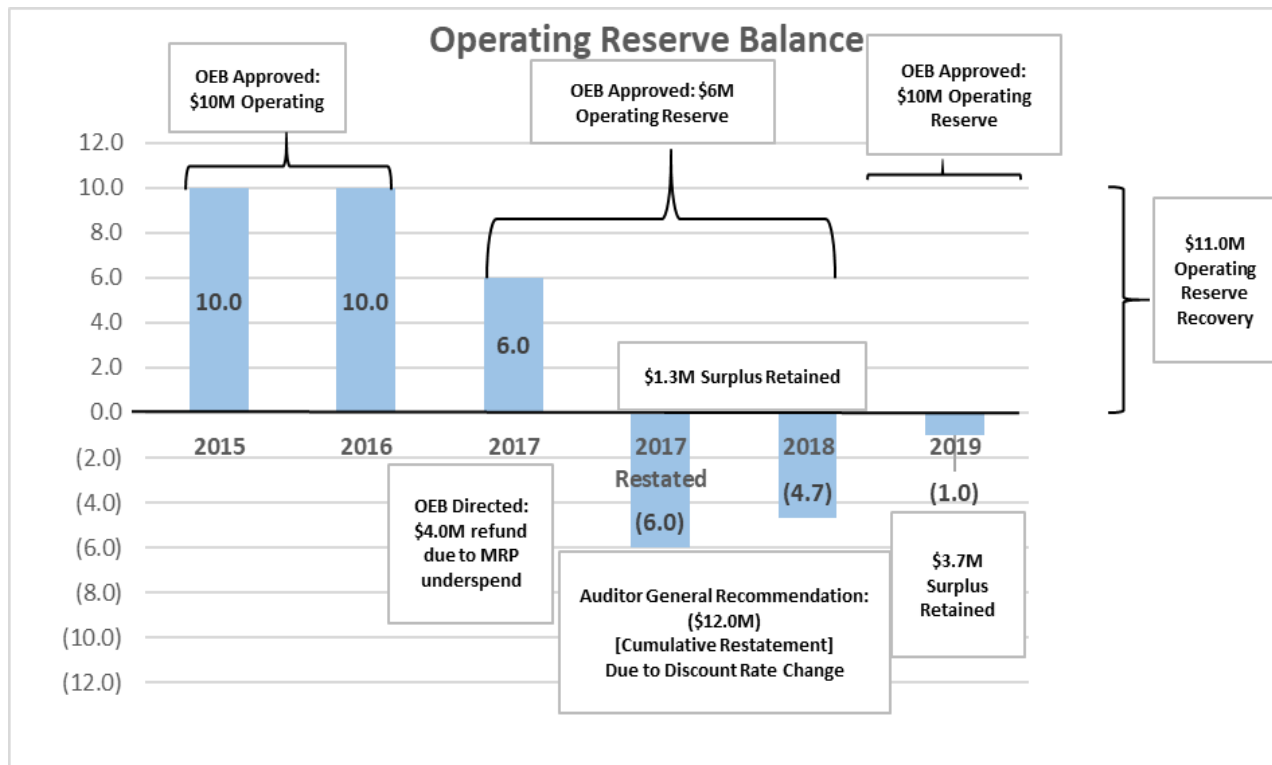 Operating Reserve Balance
OEB Approved:
$10M Operating
OEB Approved: $6M
Operating Reserve
OEB Approved:
$10M Operating
Reserve
12.0
10.0
8.0
6.0
4.0
2.0
0.0
(2.0)
(4.0)
(6.0)
(8.0)
(10.0)
(12.0)
10.0
10.0
6.0
$1.3M Surplus Retained
$11.0M
Operating
Reserve
Recovery
2015
2016
2017
2017
Restated
2018
2019
(6.0)
(4.7)
(1.0)
OEB Directed:
$4.0M refund
due to MRP
underspend
Auditor General Recommendation:
($12.0M)
[Cumulative Restatement]
Due to Discount Rate Change
$3.7M
Surplus
Retained